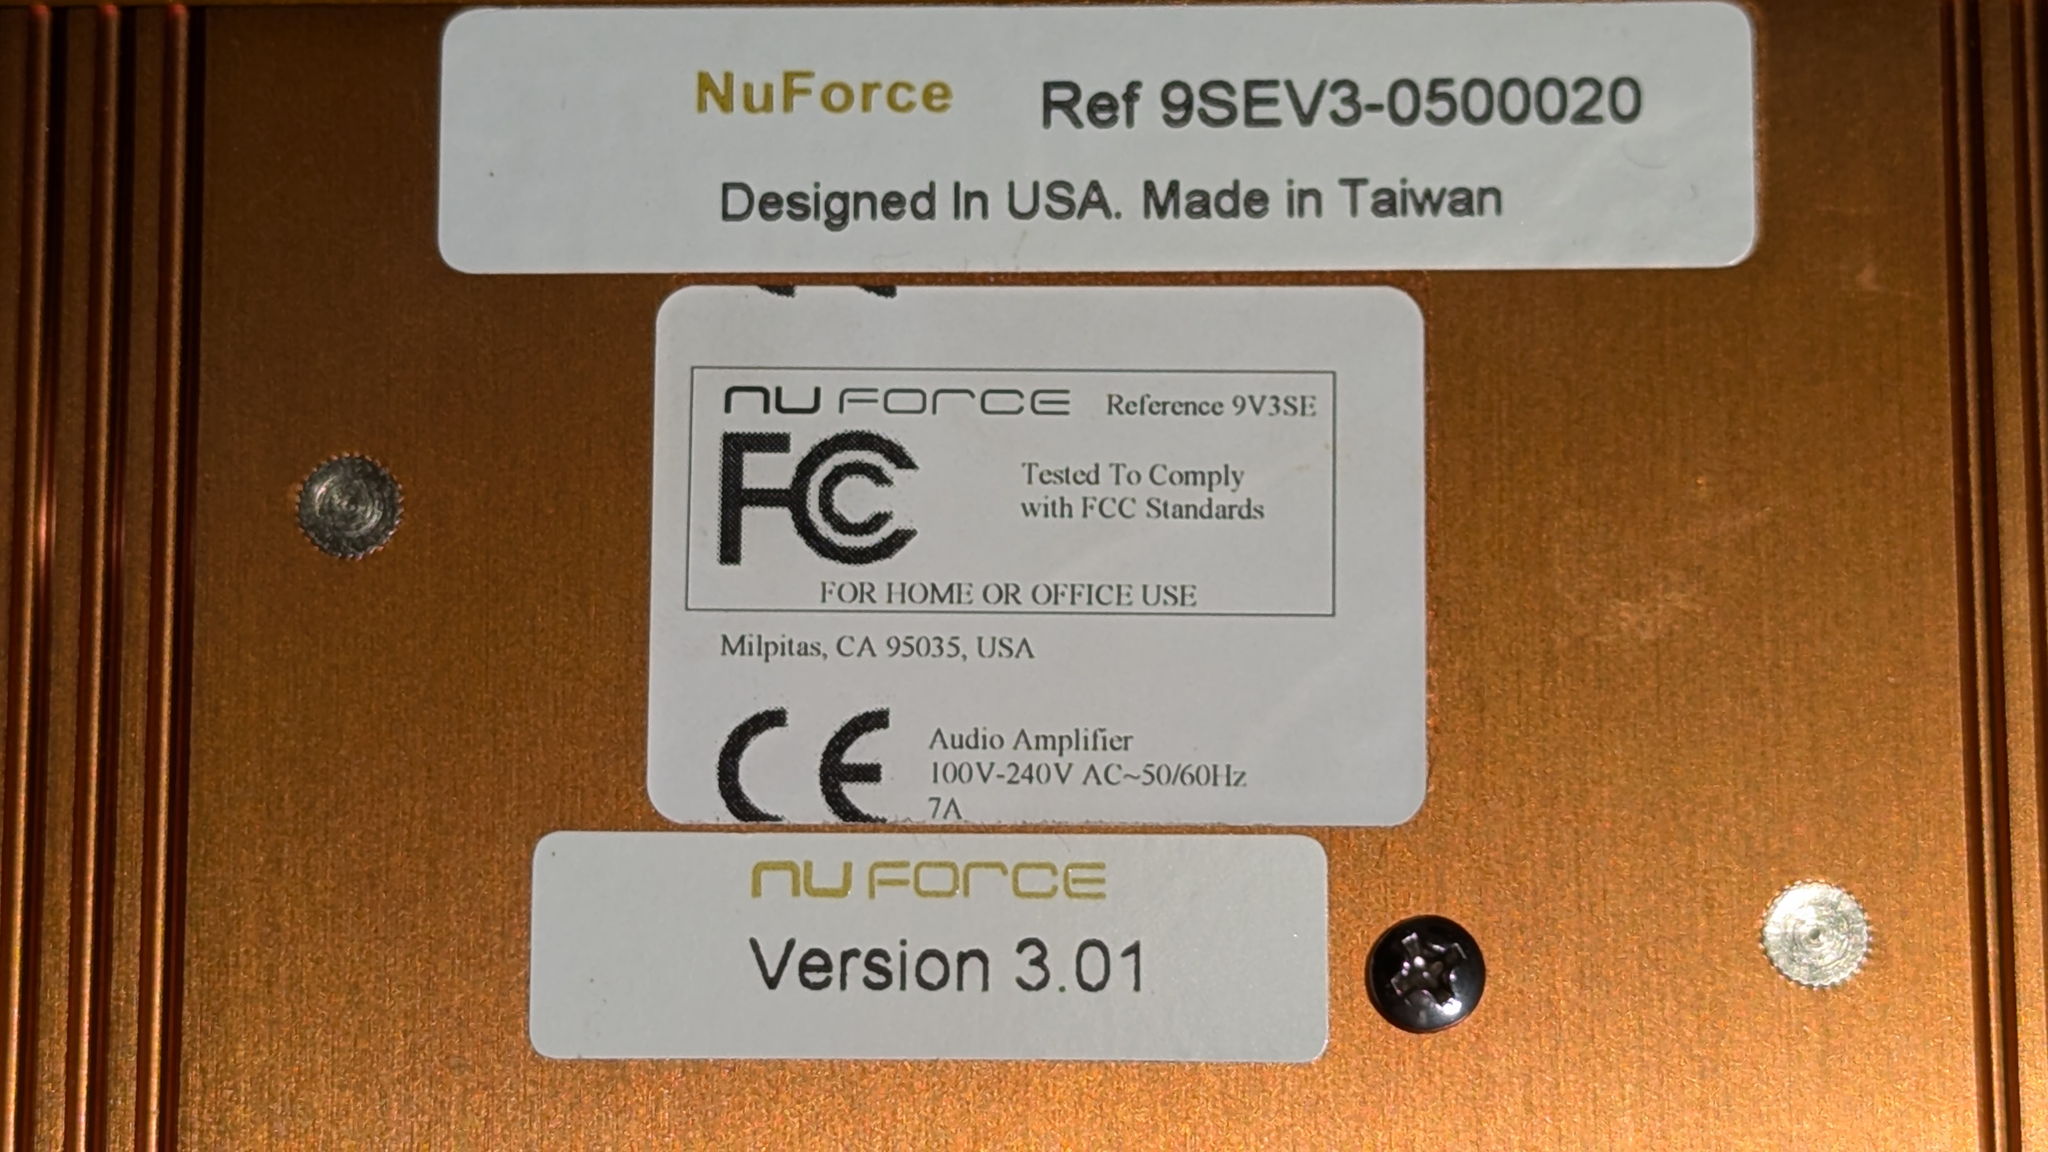 NuForce Ref 9SEV3-0500020
Designed In USA. Made in Taiwan
nu FORCE Reference 9V3SE
FC
Tested To Comply
with FCC Standards
FOR HOME OR OFFICE USE
Milpitas, CA 95035, USA
CE
Audio Amplifier
100V-240V AC~50/60Hz
7A
nu FORCE
Version 3.01